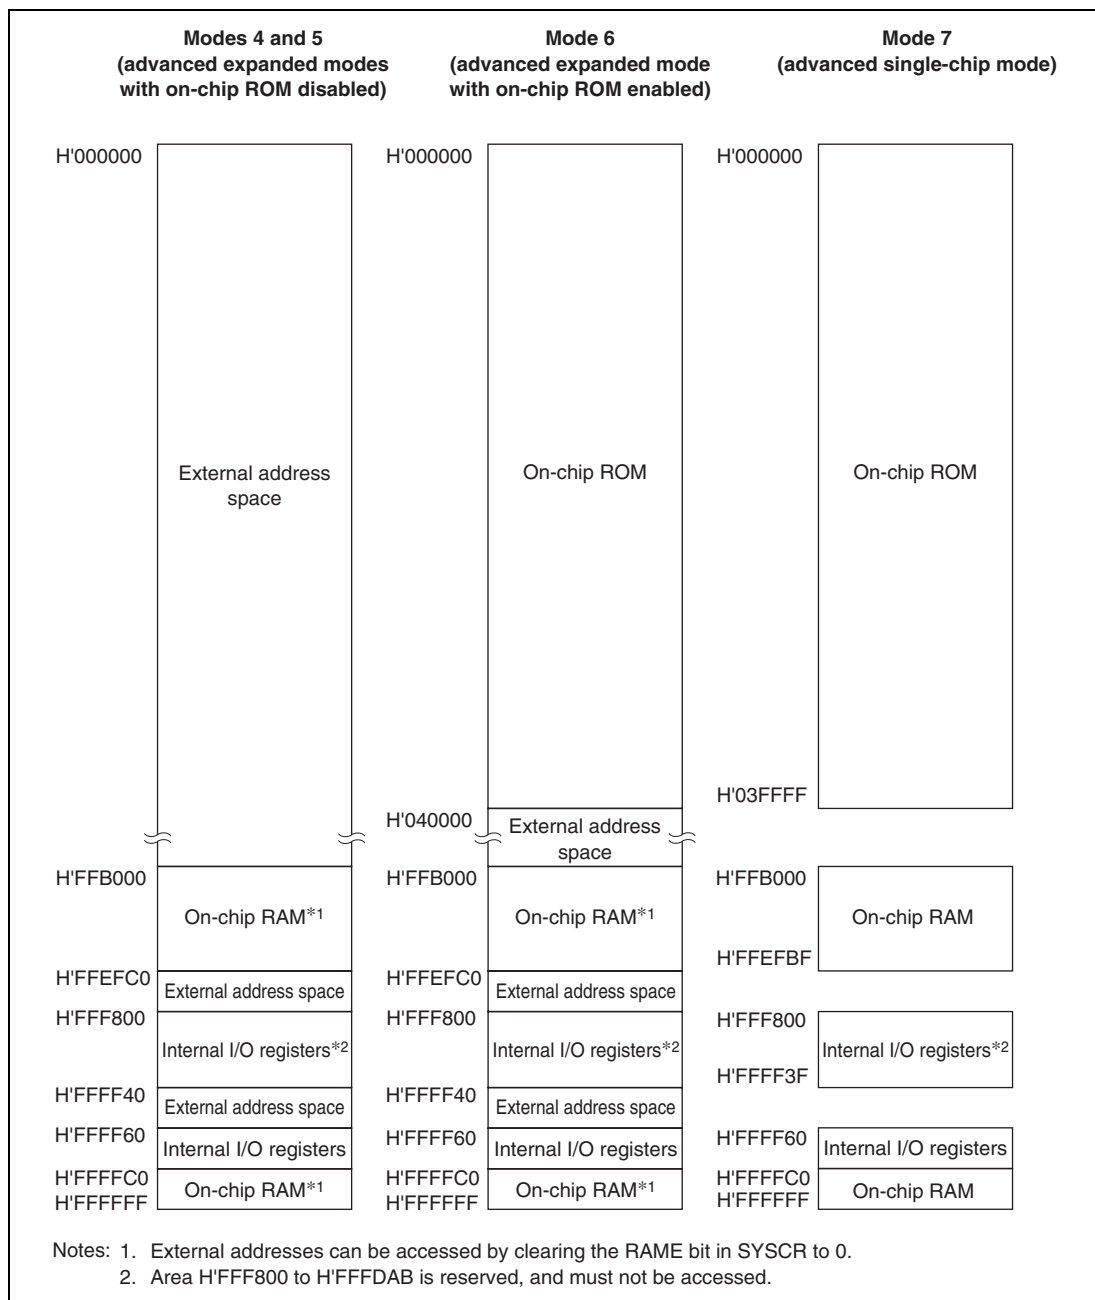 Modes 4 and 5
(advanced expanded modes
with on-chip ROM disabled)
Mode 6
(advanced expanded mode
with on-chip ROM enabled)
Mode 7
(advanced single-chip mode)
H'000000
External address
space
H'FFB000
On-chip RAM*1
H'FFEFC0
External address space
H'FFF800
Internal I/O registers*2
H'FFFF40
External address space
H'FFFF60
Internal I/O registers
H'FFFFC0
On-chip RAM*1
H'FFFFFF
H'000000
On-chip ROM
H'040000
External address
space
H'FFB000
On-chip RAM*1
H'FFEFC0
External address space
H'FFF800
Internal I/O registers*2
H'FFFF40
External address space
H'FFFF60
Internal I/O registers
H'FFFFC0
On-chip RAM*1
H'FFFFFF
H'000000
On-chip ROM
H'03FFFF
H'FFB000
On-chip RAM
H'FFEFBF
H'FFF800
Internal I/O registers*2
H'FFFF3F
H'FFFF60
Internal I/O registers
H'FFFFC0
On-chip RAM
H'FFFFFF
Notes: 1. External addresses can be accessed by clearing the RAME bit in SYSCR to 0.
2. Area H'FFF800 to H'FFFDAB is reserved, and must not be accessed.